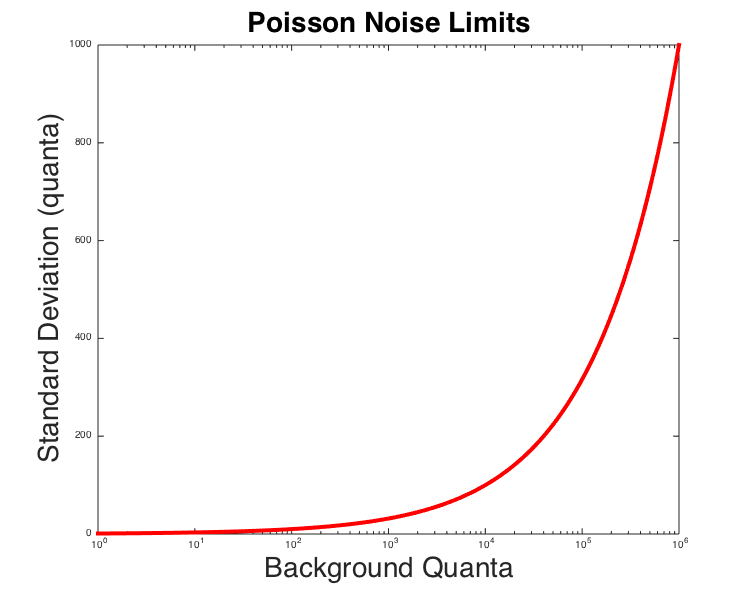 Poisson Noise Limits
1000
800
600
400
200
0
Standard Deviation (quanta)
10⁰ 10¹ 10² 10³ 10⁴ 10⁵ 10⁶
Background Quanta